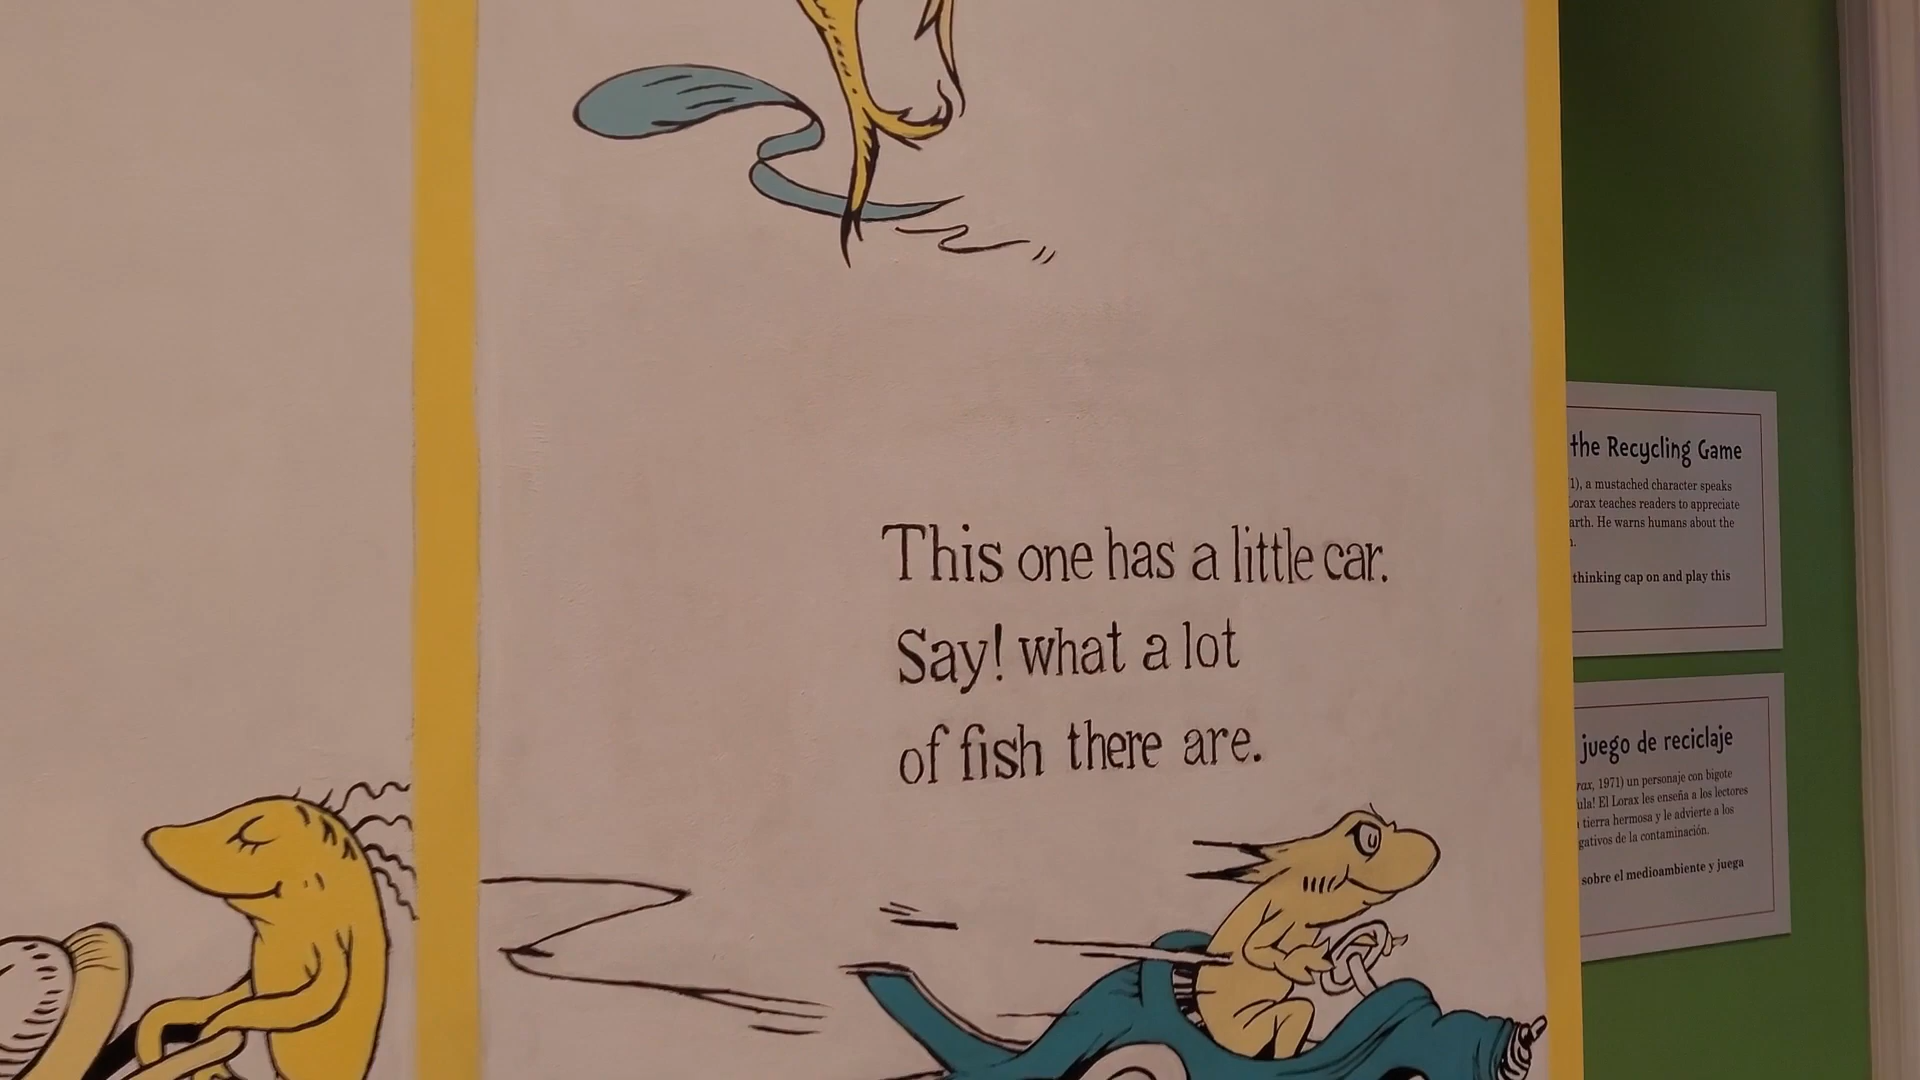 This one has a little car.
Say! what a lot
of fish there are.
the Recycling Game
1), a mustached character speaks
Lorax teaches readers to appreciate
arth. He warns humans about the
thinking cap on and play this
juego de reciclaje
rax, 1971) un personaje con bigote
ula! El Lorax les enseña a los lectores
tierra hermosa y le advierte a los
gativos de la contaminación.
sobre el medioambiente y juega